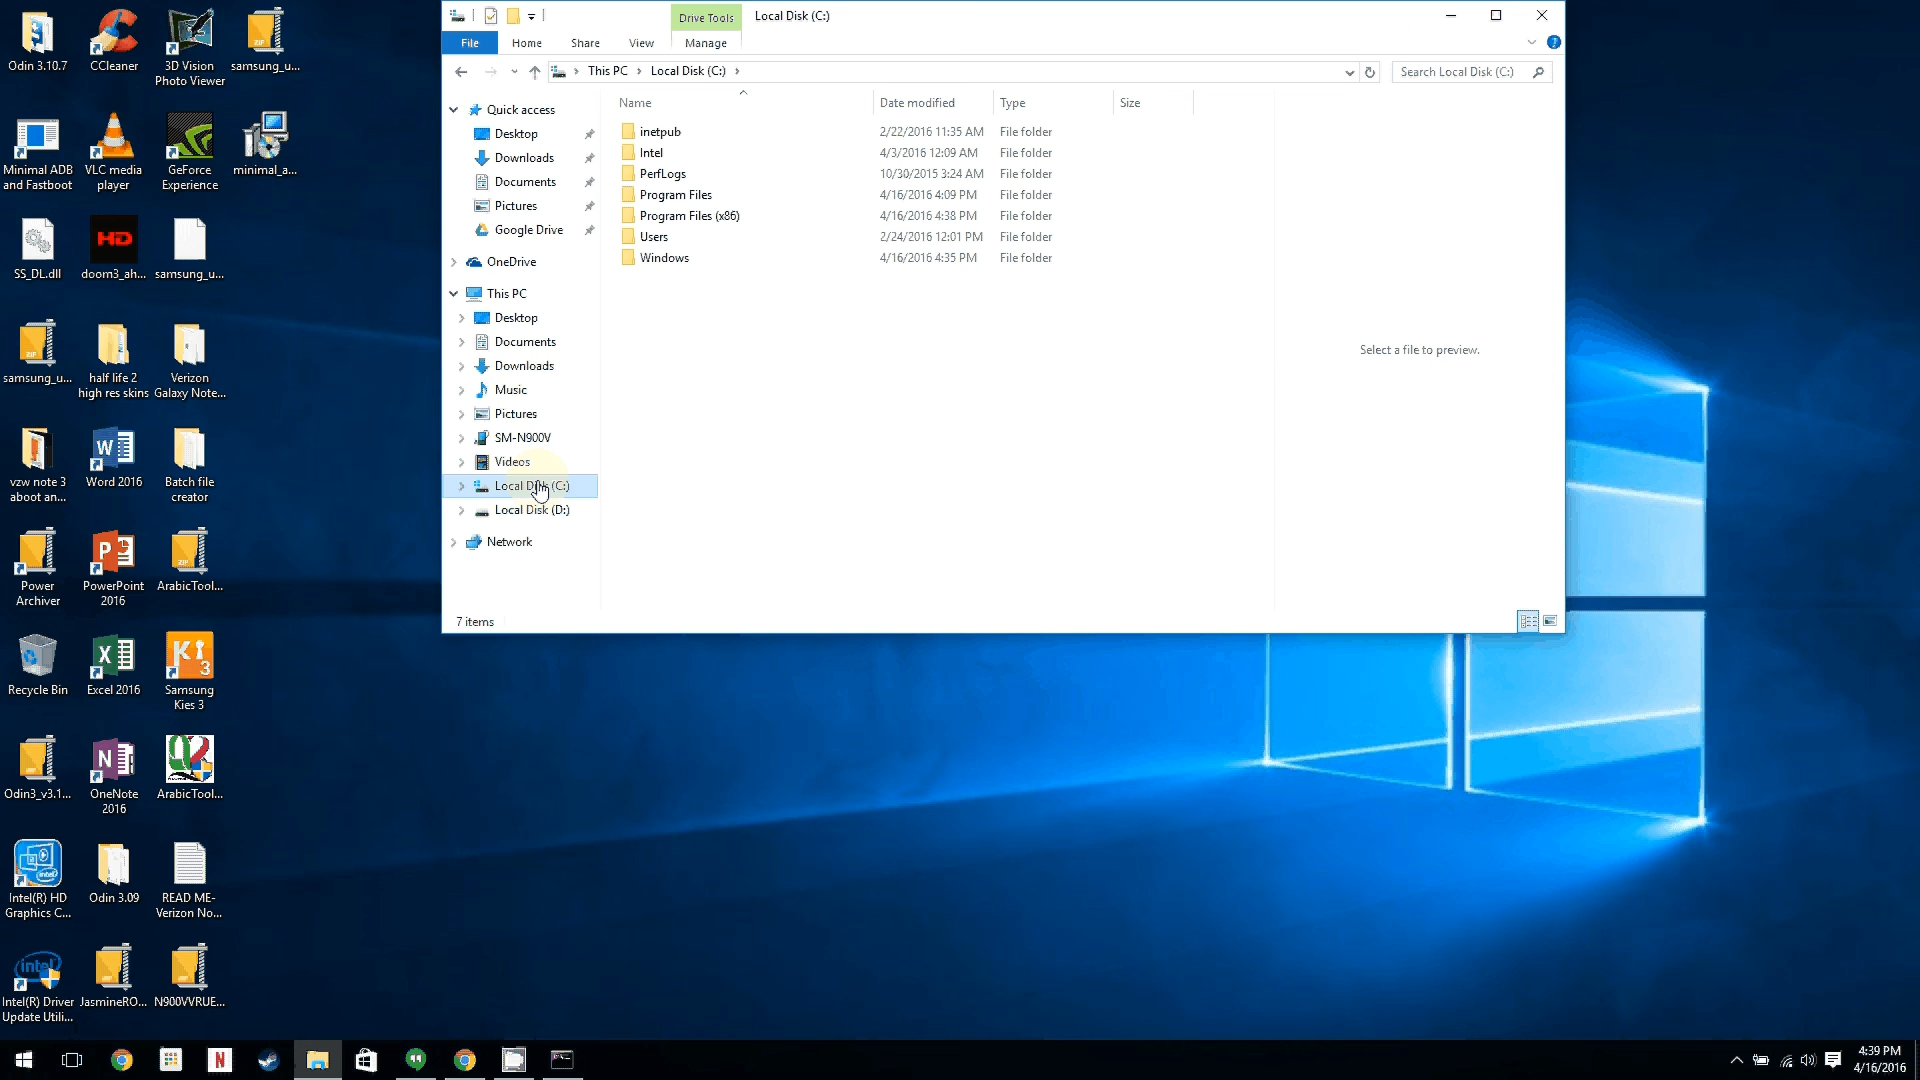 Odin 3.10.7
CCleaner
3D Vision
Photo Viewer
samsung_u...
Minimal ADB
and Fastboot
VLC media
player
GeForce
Experience
minimal_a...
SS_DL.dll
HD
doom3_ah...
samsung_u...
ZIP
samsung_u...
half life 2
high res skins
Verizon
Galaxy Note...
vzw note 3
aboot an...
Word 2016
Batch file
creator
Power
Archiver
PowerPoint
2016
ArabicTool...
Recycle Bin
Excel 2016
Samsung
Kies 3
Odin3_v3.1...
OneNote
2016
ArabicTool...
Intel(R) HD
Graphics C...
Odin 3.09
READ ME-
Verizon No...
Intel(R) Driver
Update Utili...
JasmineRO...
N900VVRUE...
Drive Tools
Local Disk (C:)
File
Home
Share
View
Manage
This PC
Local Disk (C:)
Search Local Disk (C:)
Quick access
Desktop
Downloads
Documents
Pictures
Google Drive
OneDrive
This PC
Desktop
Documents
Downloads
Music
Pictures
SM-N900V
Videos
Local Disk (C:)
Local Disk (D:)
Network
Name
Date modified
Type
Size
inetpub 2/22/2016 11:35 AM File folder
Intel 4/3/2016 12:09 AM File folder
PerfLogs 10/30/2015 3:24 AM File folder
Program Files 4/16/2016 4:09 PM File folder
Program Files (x86) 4/16/2016 4:38 PM File folder
Users 2/24/2016 12:01 PM File folder
Windows 4/16/2016 4:35 PM File folder
Select a file to preview.
7 items
4:39 PM
4/16/2016